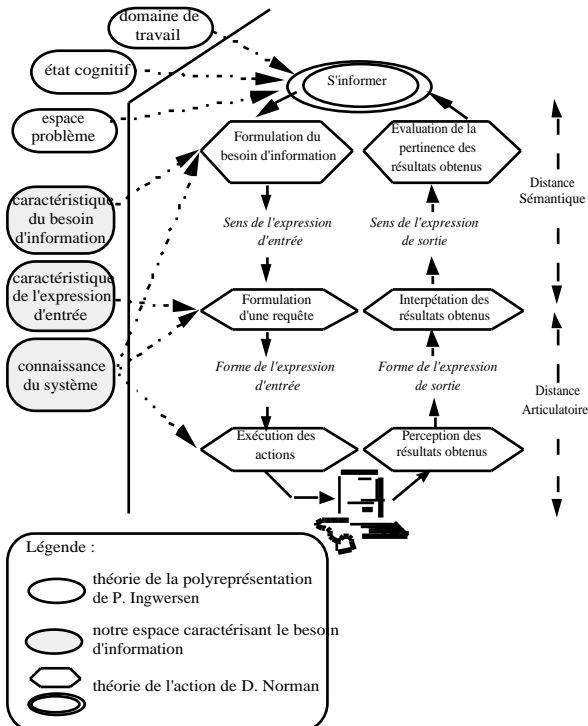 domaine de
travail
état cognitif
espace
problème
caractéristique
du besoin
d'information
caractéristique
de l'expression
d'entrée
connaissance
du système
S'informer
Formulation du
besoin d'information
Evaluation de la
pertinence des
résultats obtenus
Sens de l'expression
d'entrée
Sens de l'expression
de sortie
Formulation
d'une requête
Interpétation des
résultats obtenus
Forme de l'expression
d'entrée
Forme de l'expression
de sortie
Exécution des
actions
Perception des
résultats obtenus
Distance
Sémantique
Distance
Articulatoire
Légende :
théorie de la polyreprésentation
de P. Ingwersen
notre espace caractérisant le besoin
d'information
théorie de l'action de D. Norman